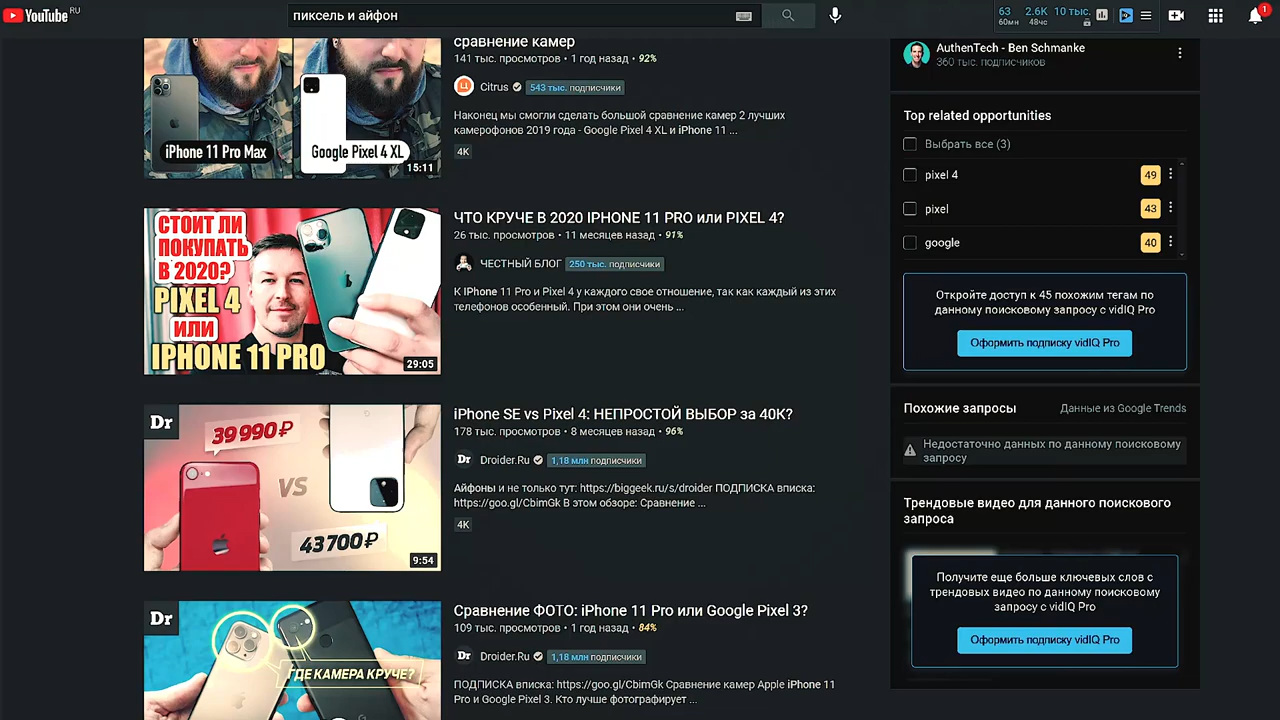 YouTube RU
пиксель и айфон
63 2.6K 10 тыс.
60мн 48чс
1
iPhone 11 Pro Max
Google Pixel 4 XL
15:11
сравнение камер
141 тыс. просмотров • 1 год назад • 92%
Citrus 543 тыс. подписчики
Наконец мы смогли сделать большой сравнение камер 2 лучших
камерофонов 2019 года - Google Pixel 4 XL и iPhone 11 ...
4K
СТОИТ ЛИ
ПОКУПАТЬ
В 2020?
PIXEL 4
ИЛИ
IPHONE 11 PRO
29:05
ЧТО КРУЧЕ В 2020 IPHONE 11 PRO или PIXEL 4?
26 тыс. просмотров • 11 месяцев назад • 91%
ЧЕСТНЫЙ БЛОГ 250 тыс. подписчики
К IPhone 11 Pro и Pixel 4 у каждого свое отношение, так как каждый из этих
телефонов особенный. При этом они очень ...
Dr
39 990 ₽
VS
43 700 ₽
9:54
iPhone SE vs Pixel 4: НЕПРОСТОЙ ВЫБОР за 40К?
178 тыс. просмотров • 8 месяцев назад • 96%
Dr Droider.Ru 1,18 млн подписчики
Айфоны и не только тут: https://biggeek.ru/s/droider ПОДПИСКА вписка:
https://goo.gl/CbimGk В этом обзоре: Сравнение ...
4K
Dr
ГДЕ КАМЕРА КРУЧЕ?
Сравнение ФОТО: iPhone 11 Pro или Google Pixel 3?
109 тыс. просмотров • 1 год назад • 84%
Dr Droider.Ru 1,18 млн подписчики
ПОДПИСКА вписка: https://goo.gl/CbimGk Сравнение камер Apple iPhone 11
Pro и Google Pixel 3. Кто лучше фотографирует ...
AuthenTech - Ben Schmanke
360 тыс. подписчиков
Top related opportunities
Выбрать все (3)
pixel 4 49
pixel 43
google 40
Откройте доступ к 45 похожим тегам по
данному поисковому запросу с vidIQ Pro
Оформить подписку vidIQ Pro
Похожие запросы Данные из Google Trends
Недостаточно данных по данному поисковому
запросу
Трендовые видео для данного поискового
запроса
Получите еще больше ключевых слов с
трендовых видео по данному поисковому
запросу с vidIQ Pro
Оформить подписку vidIQ Pro